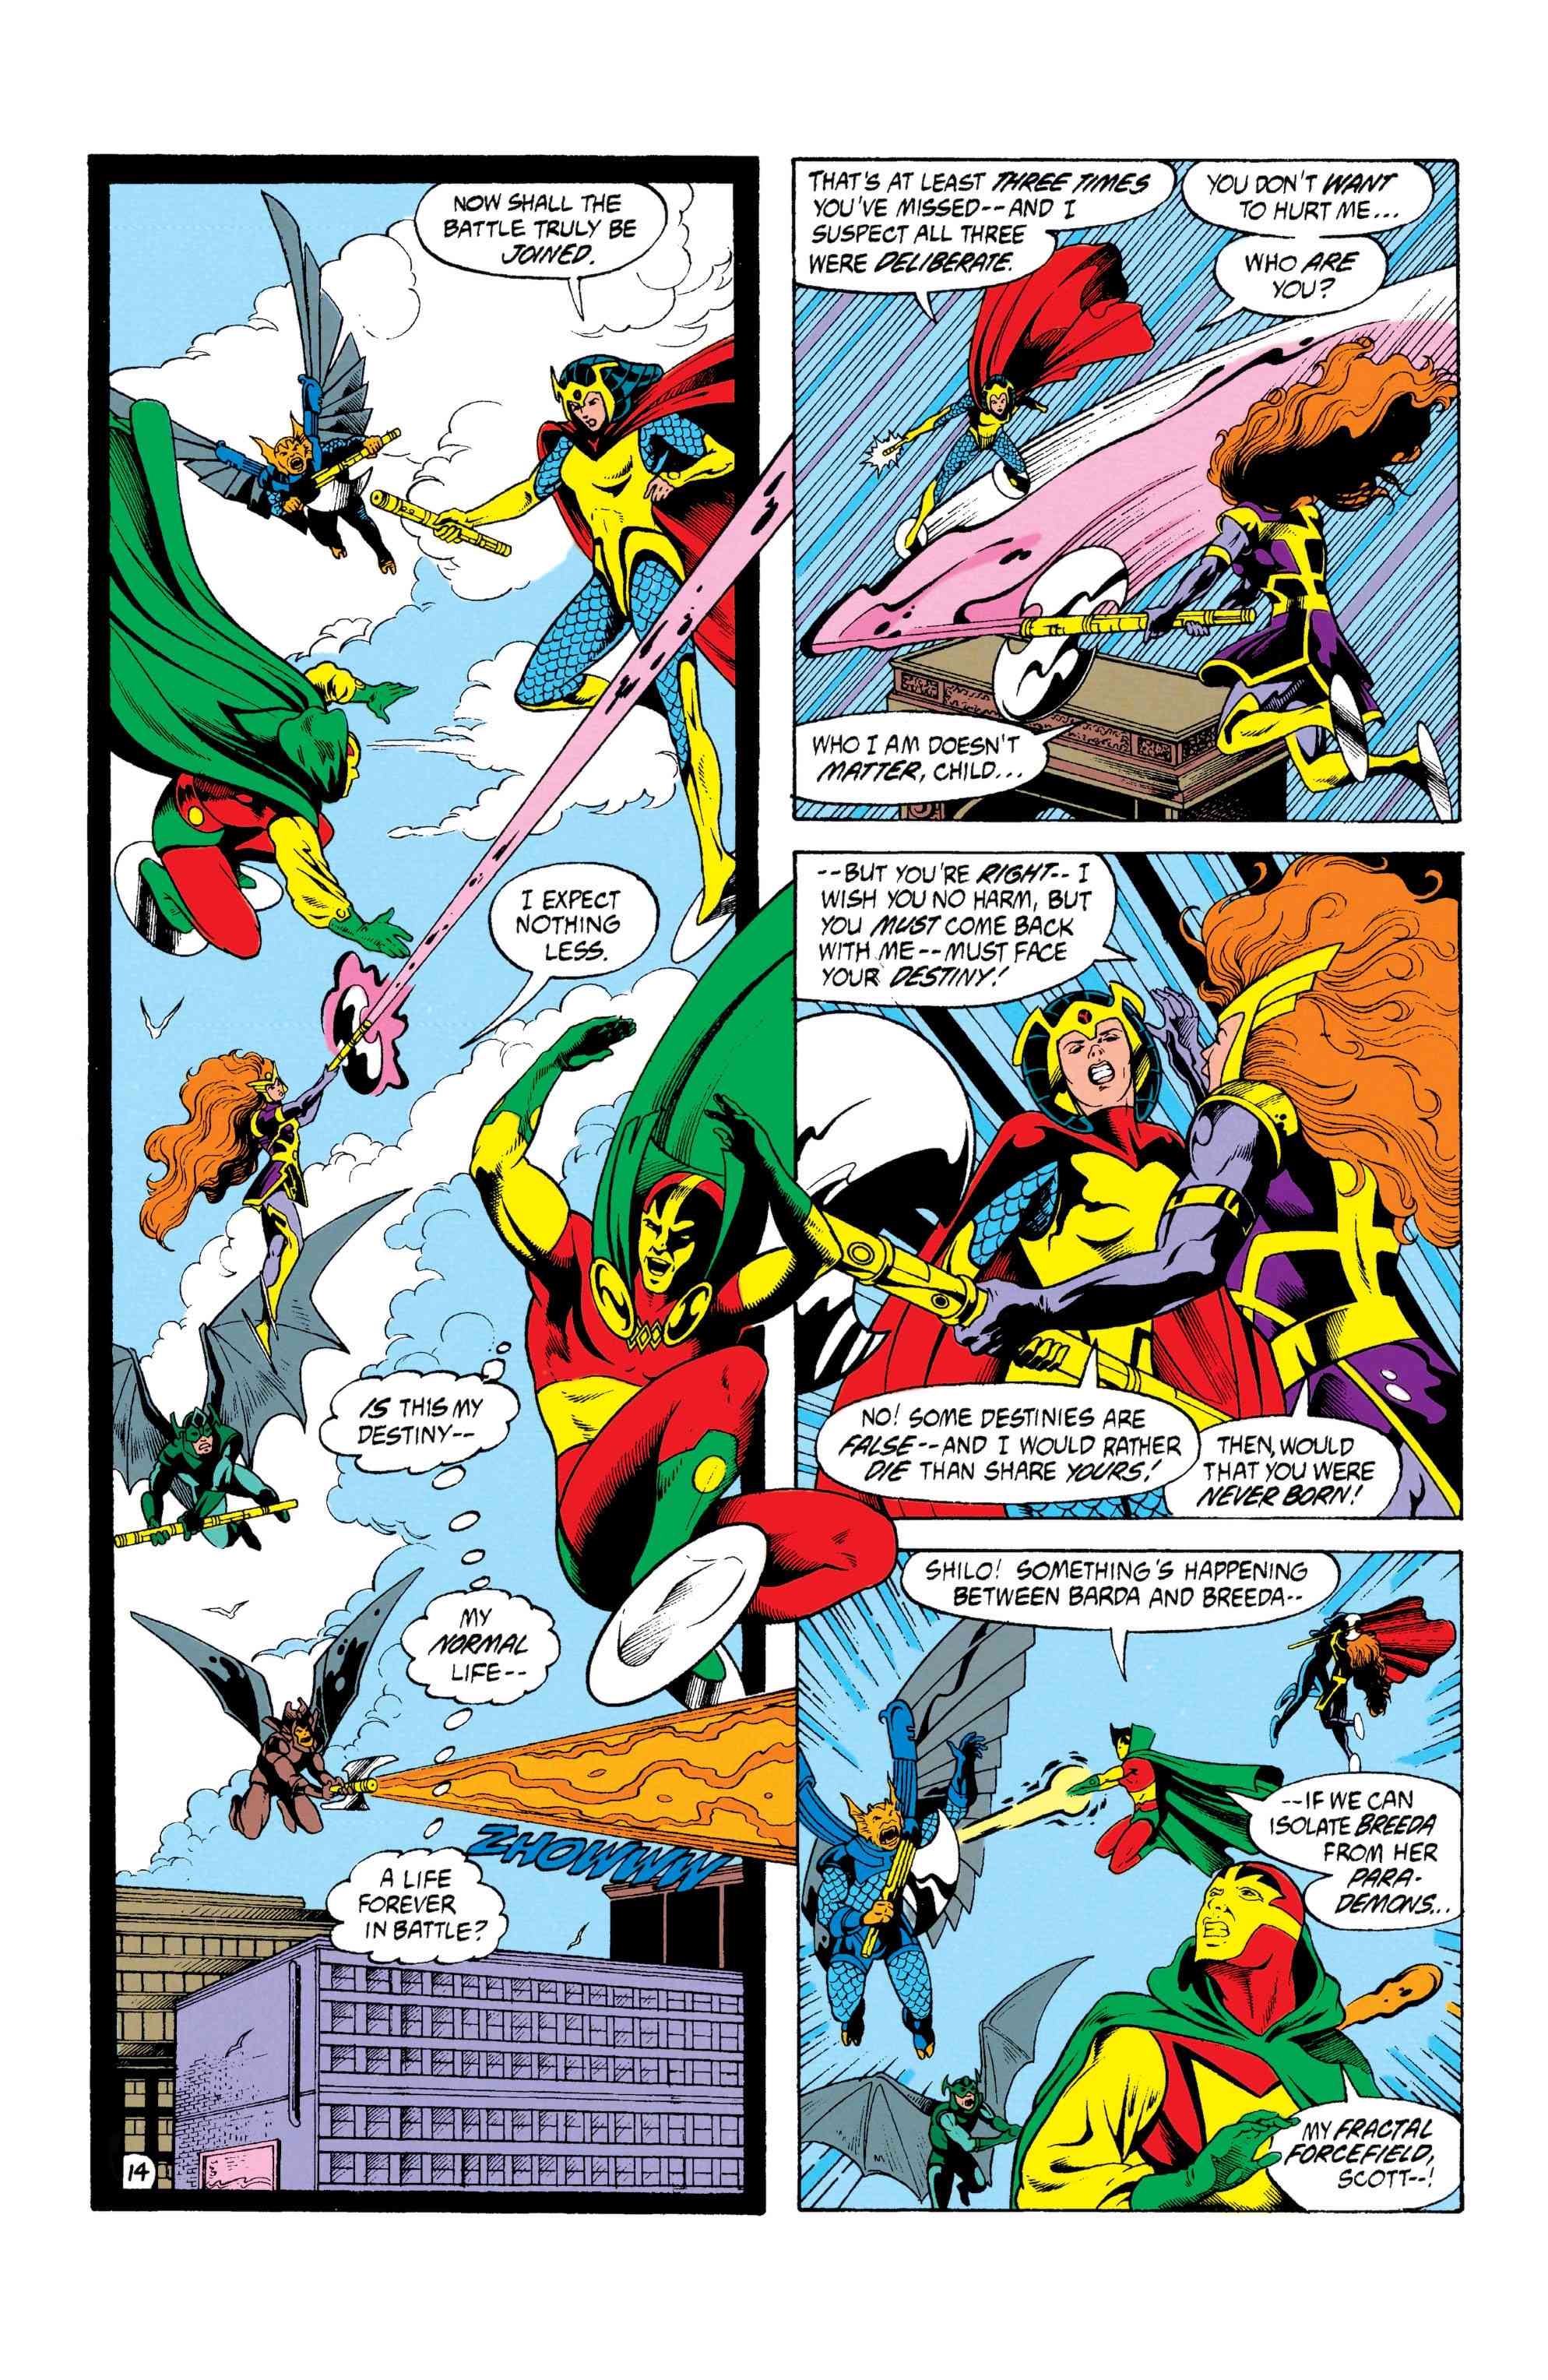 NOW SHALL THE
BATTLE TRULY BE
JOINED.
I EXPECT
NOTHING
LESS.
IS THIS MY
DESTINY--
MY
NORMAL
LIFE--
ZHOWWW
A LIFE
FOREVER
IN BATTLE?
14
THAT'S AT LEAST THREE TIMES
YOU'VE MISSED--AND I
SUSPECT ALL THREE
WERE DELIBERATE.
YOU DON'T WANT
TO HURT ME...
WHO ARE
YOU?
WHO I AM DOESN'T
MATTER, CHILD...
--BUT YOU'RE RIGHT-- I
WISH YOU NO HARM, BUT
YOU MUST COME BACK
WITH ME--MUST FACE
YOUR DESTINY!
NO! SOME DESTINIES ARE
FALSE--AND I WOULD RATHER
DIE THAN SHARE YOURS!
THEN, WOULD
THAT YOU WERE
NEVER BORN!
SHILO! SOMETHING'S HAPPENING
BETWEEN BARDA AND BREEDA--
--IF WE CAN
ISOLATE BREEDA
FROM HER
PARA-
DEMONS...
MY FRACTAL
FORCEFIELD,
SCOTT--!